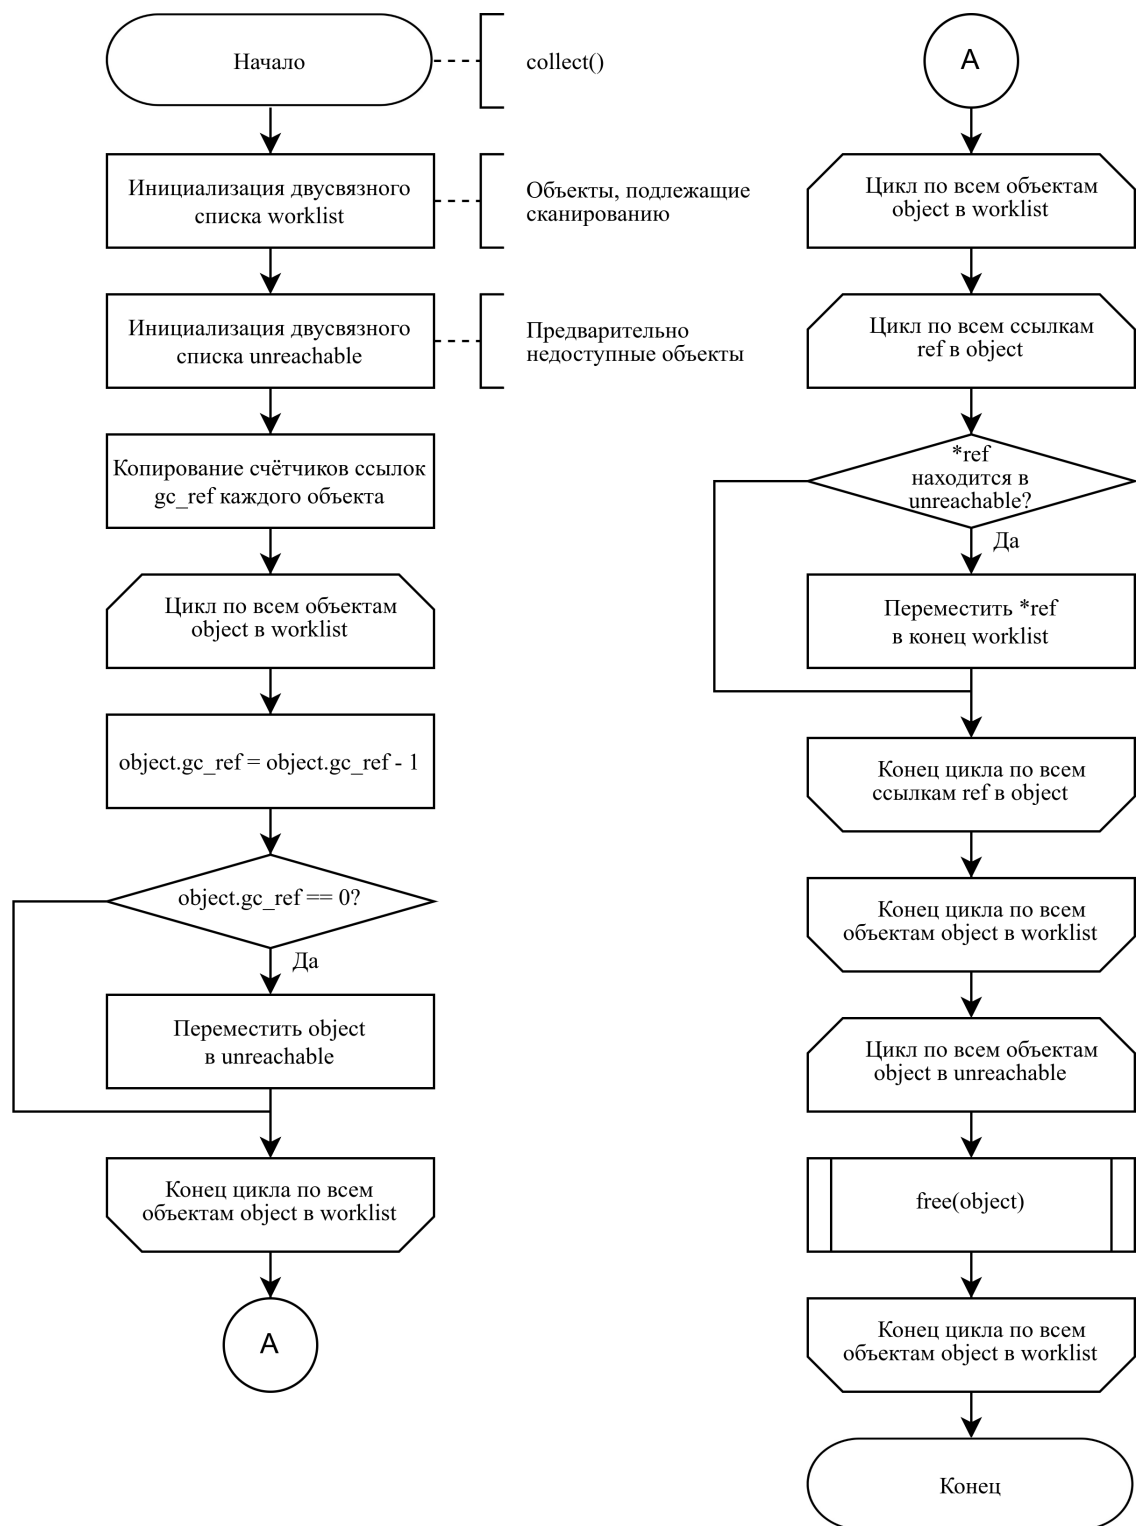 Начало
collect()
Инициализация двусвязного
списка worklist
Объекты, подлежащие
сканированию
Инициализация двусвязного
списка unreachable
Предварительно
недоступные объекты
Копирование счётчиков ссылок
gc_ref каждого объекта
Цикл по всем объектам
object в worklist
object.gc_ref = object.gc_ref - 1
object.gc_ref == 0?
Да
Переместить object
в unreachable
Конец цикла по всем
объектам object в worklist
A
A
Цикл по всем объектам
object в worklist
Цикл по всем ссылкам
ref в object
*ref
находится в
unreachable?
Да
Переместить *ref
в конец worklist
Конец цикла по всем
ссылкам ref в object
Конец цикла по всем
объектам object в worklist
Цикл по всем объектам
object в unreachable
free(object)
Конец цикла по всем
объектам object в worklist
Конец